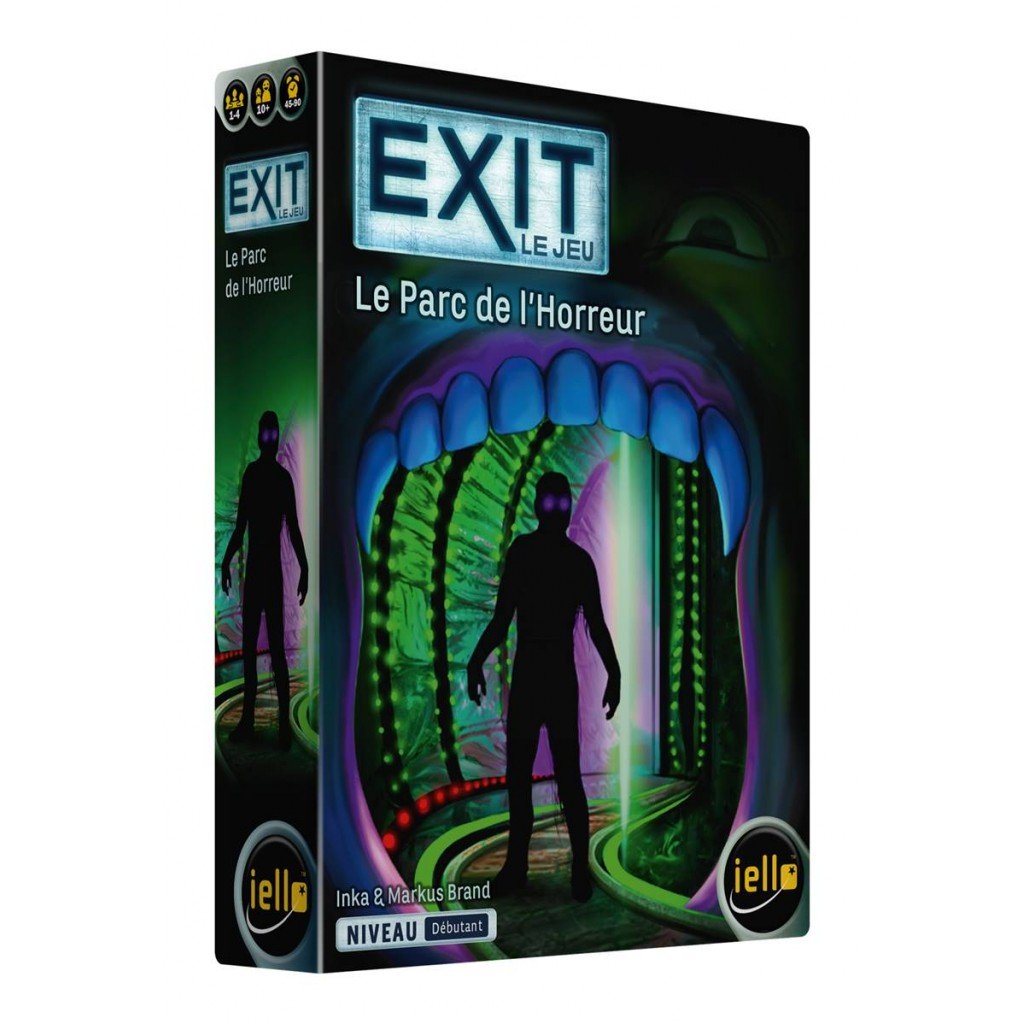 1-4
10+
45-90
EXIT
LE JEU
Le Parc
de l'Horreur
iello
EXIT
LE JEU
Le Parc de l'Horreur
Inka & Markus Brand
NIVEAU Débutant
iello